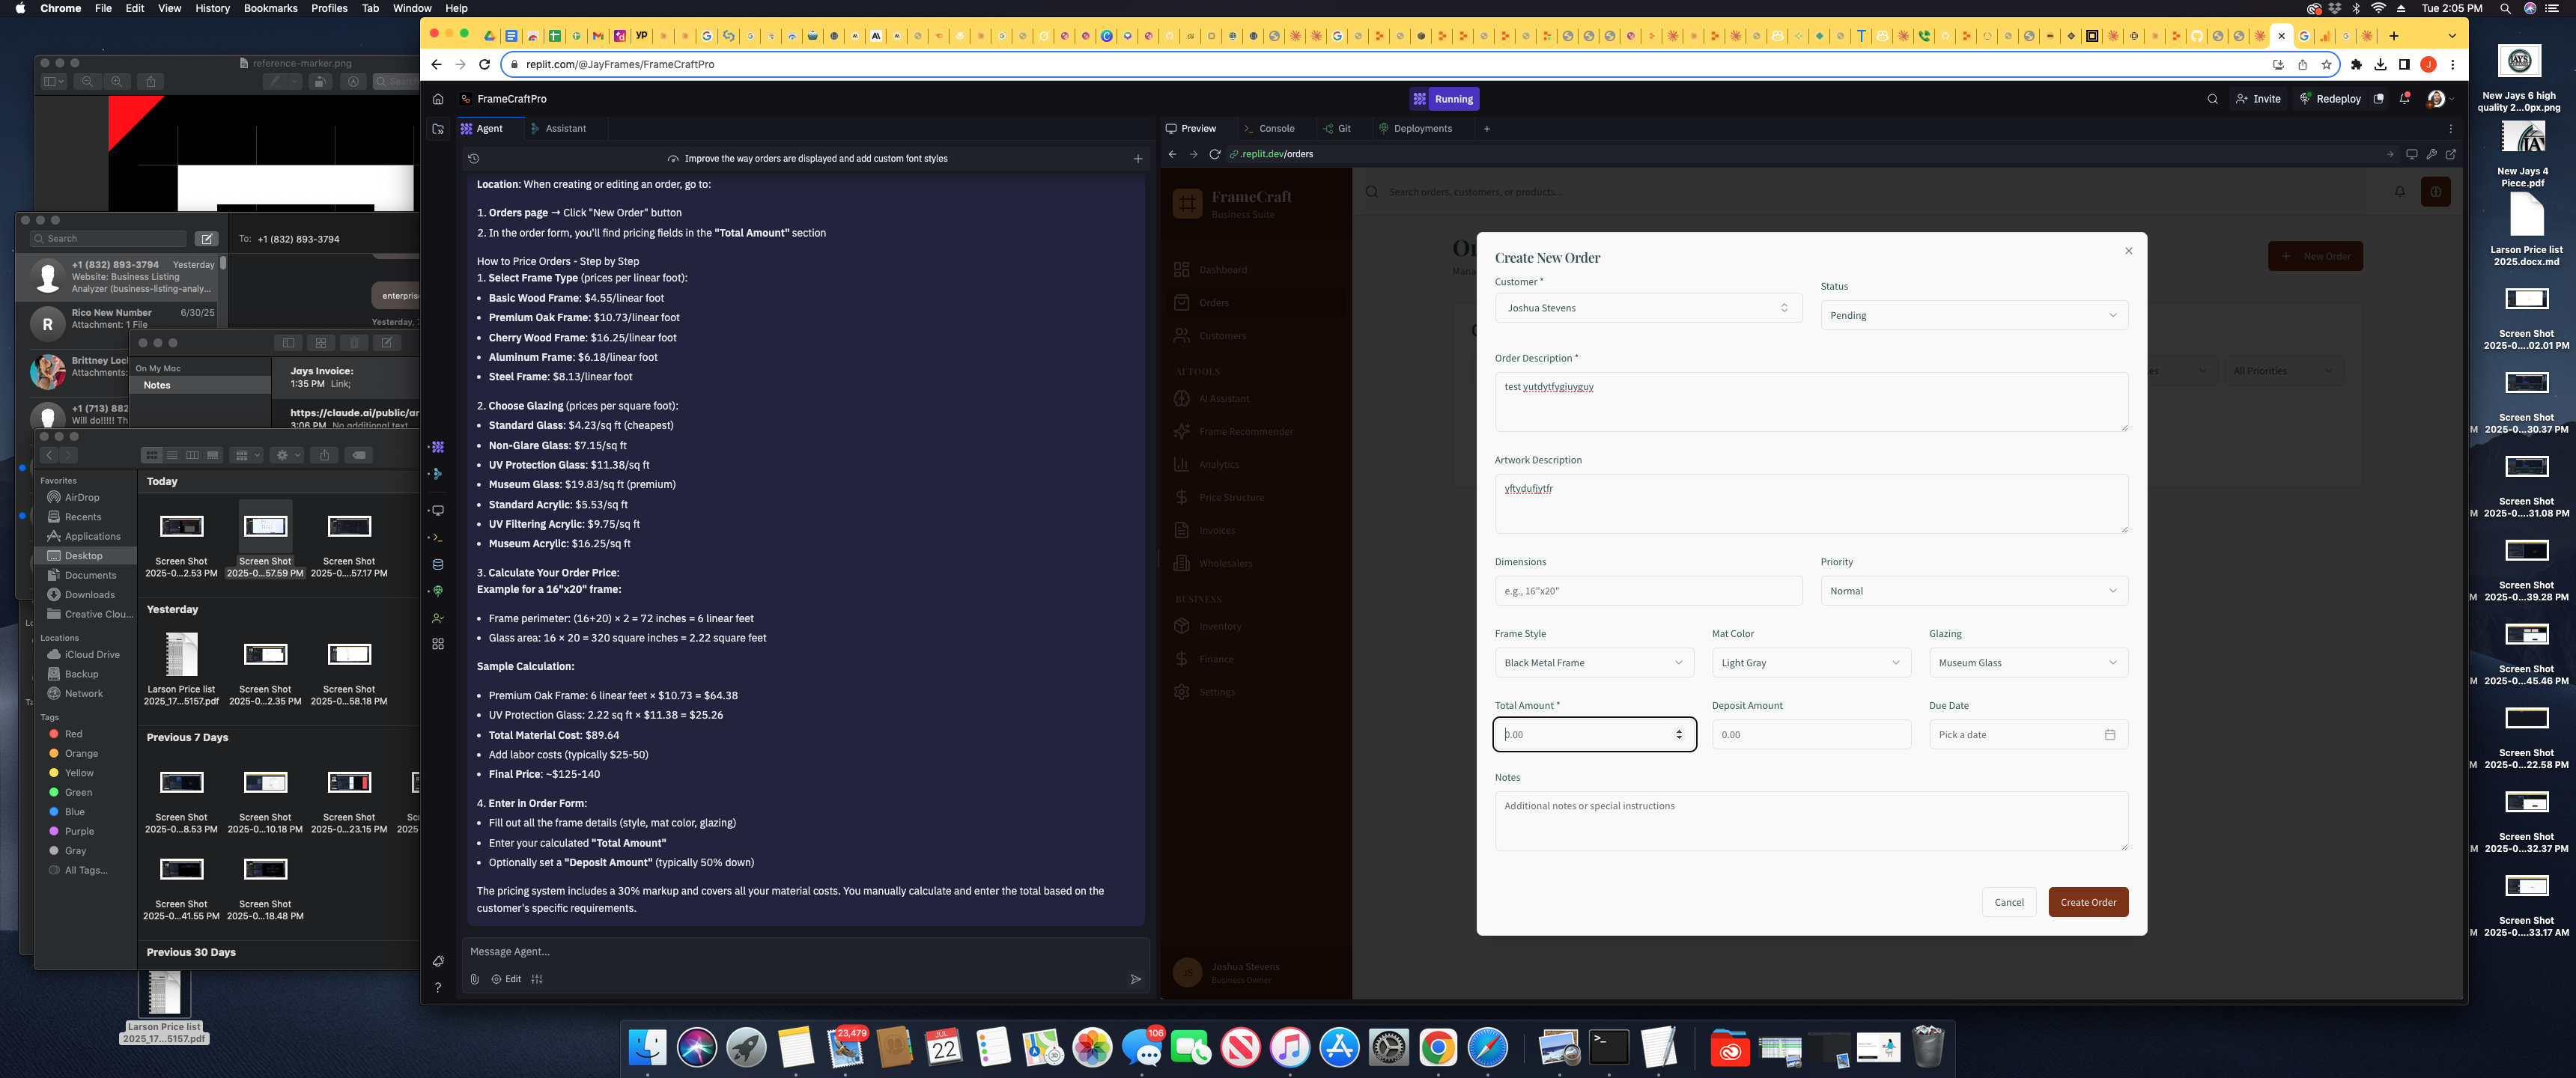 Chrome File Edit View History Bookmarks Profiles Tab Window Help
Tue 2:05 PM
reference-marker.png
Search
To: +1 (832) 893-3794
+1 (832) 893-3794 Yesterday
Website: Business Listing
Analyzer (business-listing-analy...
enterpris
Yesterday, 7
R
Rico New Number 6/30/25
Attachment: 1 File
Brittney Locl
Attachments:
+1 (713) 882
Will do!!!!! Th
On My Mac
Notes
Jays Invoice:
1:35 PM Link;
https://claude.ai/public/ar
3:06 PM No additional text
Favorites
AirDrop
Recents
Applications
Desktop
Documents
Downloads
Creative Clou...
Locations
iCloud Drive
Backup
Network
Tags
Red
Orange
Yellow
Green
Blue
Purple
Gray
All Tags...
Today
Screen Shot
2025-0...2.53 PM
Screen Shot
2025-0...57.59 PM
Screen Shot
2025-0....57.17 PM
Yesterday
Larson Price list
2025_17...5157.pdf
Screen Shot
2025-0...2.35 PM
Screen Shot
2025-0...58.18 PM
Previous 7 Days
Screen Shot
2025-0...8.53 PM
Screen Shot
2025-0...10.18 PM
Screen Shot
2025-0...23.15 PM
Screen Shot
2025-0...41.55 PM
Screen Shot
2025-0...18.48 PM
Previous 30 Days
Larson Price list
2025_17...5157.pdf
replit.com/@JayFrames/FrameCraftPro
FrameCraftPro
Running
Invite
Redeploy
Agent
Assistant
Improve the way orders are displayed and add custom font styles
Location: When creating or editing an order, go to:
1. Orders page → Click "New Order" button
2. In the order form, you'll find pricing fields in the "Total Amount" section
How to Price Orders - Step by Step
1. Select Frame Type (prices per linear foot):
• Basic Wood Frame: $4.55/linear foot
• Premium Oak Frame: $10.73/linear foot
• Cherry Wood Frame: $16.25/linear foot
• Aluminum Frame: $6.18/linear foot
• Steel Frame: $8.13/linear foot
2. Choose Glazing (prices per square foot):
• Standard Glass: $4.23/sq ft (cheapest)
• Non-Glare Glass: $7.15/sq ft
• UV Protection Glass: $11.38/sq ft
• Museum Glass: $19.83/sq ft (premium)
• Standard Acrylic: $5.53/sq ft
• UV Filtering Acrylic: $9.75/sq ft
• Museum Acrylic: $16.25/sq ft
3. Calculate Your Order Price:
Example for a 16"x20" frame:
• Frame perimeter: (16+20) × 2 = 72 inches = 6 linear feet
• Glass area: 16 × 20 = 320 square inches = 2.22 square feet
Sample Calculation:
• Premium Oak Frame: 6 linear feet × $10.73 = $64.38
• UV Protection Glass: 2.22 sq ft × $11.38 = $25.26
• Total Material Cost: $89.64
• Add labor costs (typically $25-50)
• Final Price: ~$125-140
4. Enter in Order Form:
• Fill out all the frame details (style, mat color, glazing)
• Enter your calculated "Total Amount"
• Optionally set a "Deposit Amount" (typically 50% down)
The pricing system includes a 30% markup and covers all your material costs. You manually calculate and enter the total based on the
customer's specific requirements.
Message Agent...
Edit
Preview
Console
Git
Deployments
.replit.dev/orders
FrameCraft
Business Suite
Search orders, customers, or products...
Dashboard
Orders
Customers
AI TOOLS
AI Assistant
Frame Recommender
Analytics
Price Structure
Invoices
Wholesalers
BUSINESS
Inventory
Finance
Settings
JS
Joshua Stevens
Business Owner
Or
Mana
New Order
es
All Priorities
Create New Order
Customer *
Joshua Stevens
Status
Pending
Order Description *
test yutdytfygiuyguy
Artwork Description
yftydufjytfr
Dimensions
e.g., 16"x20"
Priority
Normal
Frame Style
Black Metal Frame
Mat Color
Light Gray
Glazing
Museum Glass
Total Amount *
0.00
Deposit Amount
0.00
Due Date
Pick a date
Notes
Additional notes or special instructions
Cancel
Create Order
New Jays 6 high
quality 2...0px.png
New Jays 4
Piece.pdf
Larson Price list
2025.docx.md
Screen Shot
2025-0....02.01 PM
Screen Shot
2025-0...30.37 PM
Screen Shot
2025-0....31.08 PM
Screen Shot
2025-0...39.28 PM
Screen Shot
2025-0...45.46 PM
Screen Shot
2025-0...22.58 PM
Screen Shot
2025-0...32.37 PM
Screen Shot
2025-0...33.17 AM
23,479
JUL
22
106